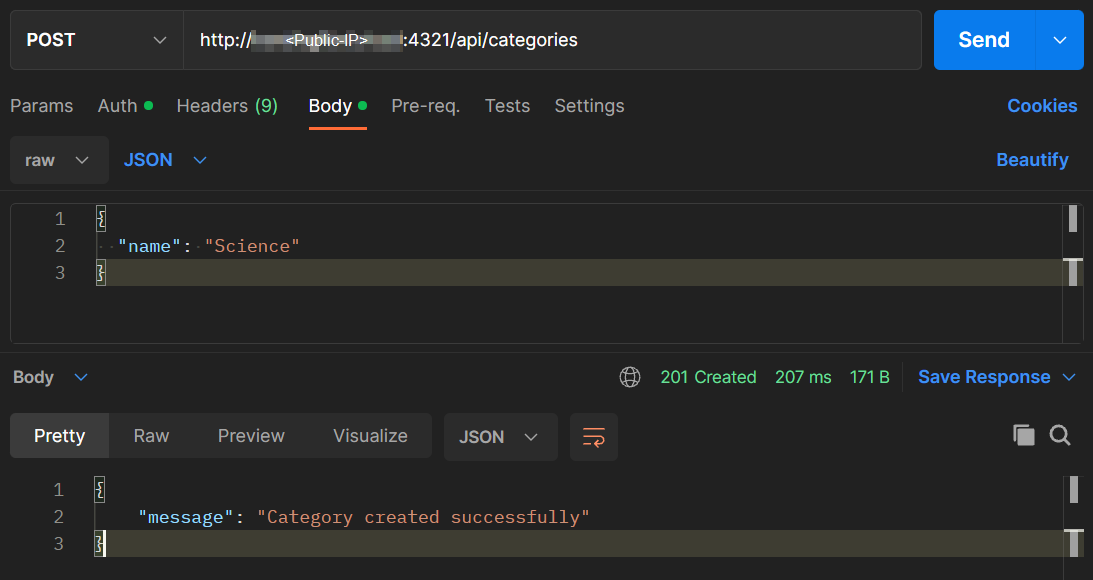 POST http://<Public-IP>:4321/api/categories Send
Params Auth Headers (9) Body Pre-req. Tests Settings Cookies
raw JSON Beautify
1 {
2 "name": "Science"
3 }
Body 201 Created 207 ms 171 B Save Response
Pretty Raw Preview Visualize JSON
1 {
2 "message": "Category created successfully"
3 }